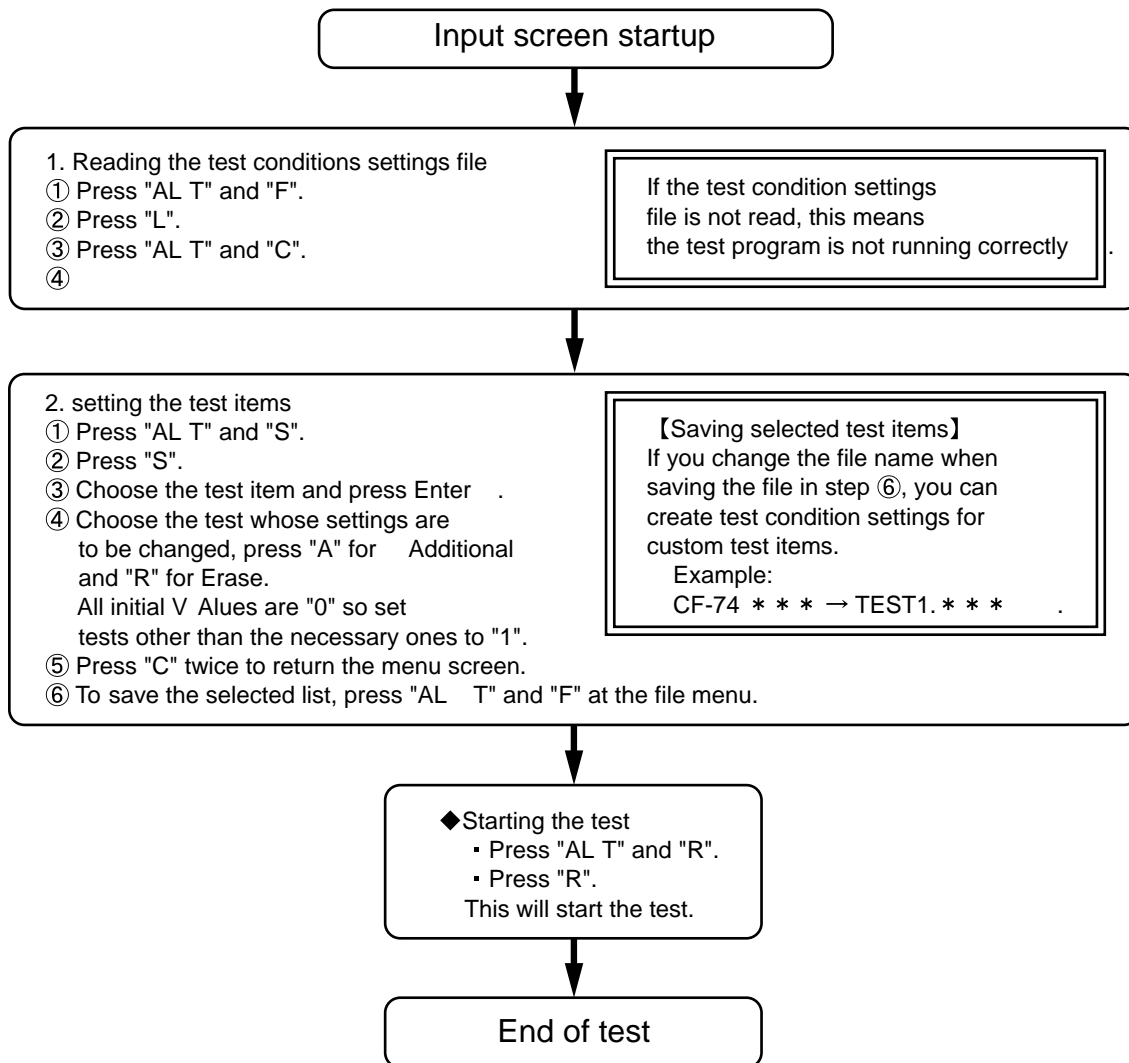 Input screen startup
1. Reading the test conditions settings file
① Press "AL T" and "F".
② Press "L".
③ Press "AL T" and "C".
④
If the test condition settings
file is not read, this means
the test program is not running correctly .
2. setting the test items
① Press "AL T" and "S".
② Press "S".
③ Choose the test item and press Enter .
④ Choose the test whose settings are
to be changed, press "A" for Additional
and "R" for Erase.
All initial V Alues are "0" so set
tests other than the necessary ones to "1".
⑤ Press "C" twice to return the menu screen.
⑥ To save the selected list, press "AL T" and "F" at the file menu.
【Saving selected test items】
If you change the file name when
saving the file in step ⑥, you can
create test condition settings for
custom test items.
Example:
CF-74 * * * → TEST1. * * * .
◆Starting the test
・Press "AL T" and "R".
・Press "R".
This will start the test.
End of test